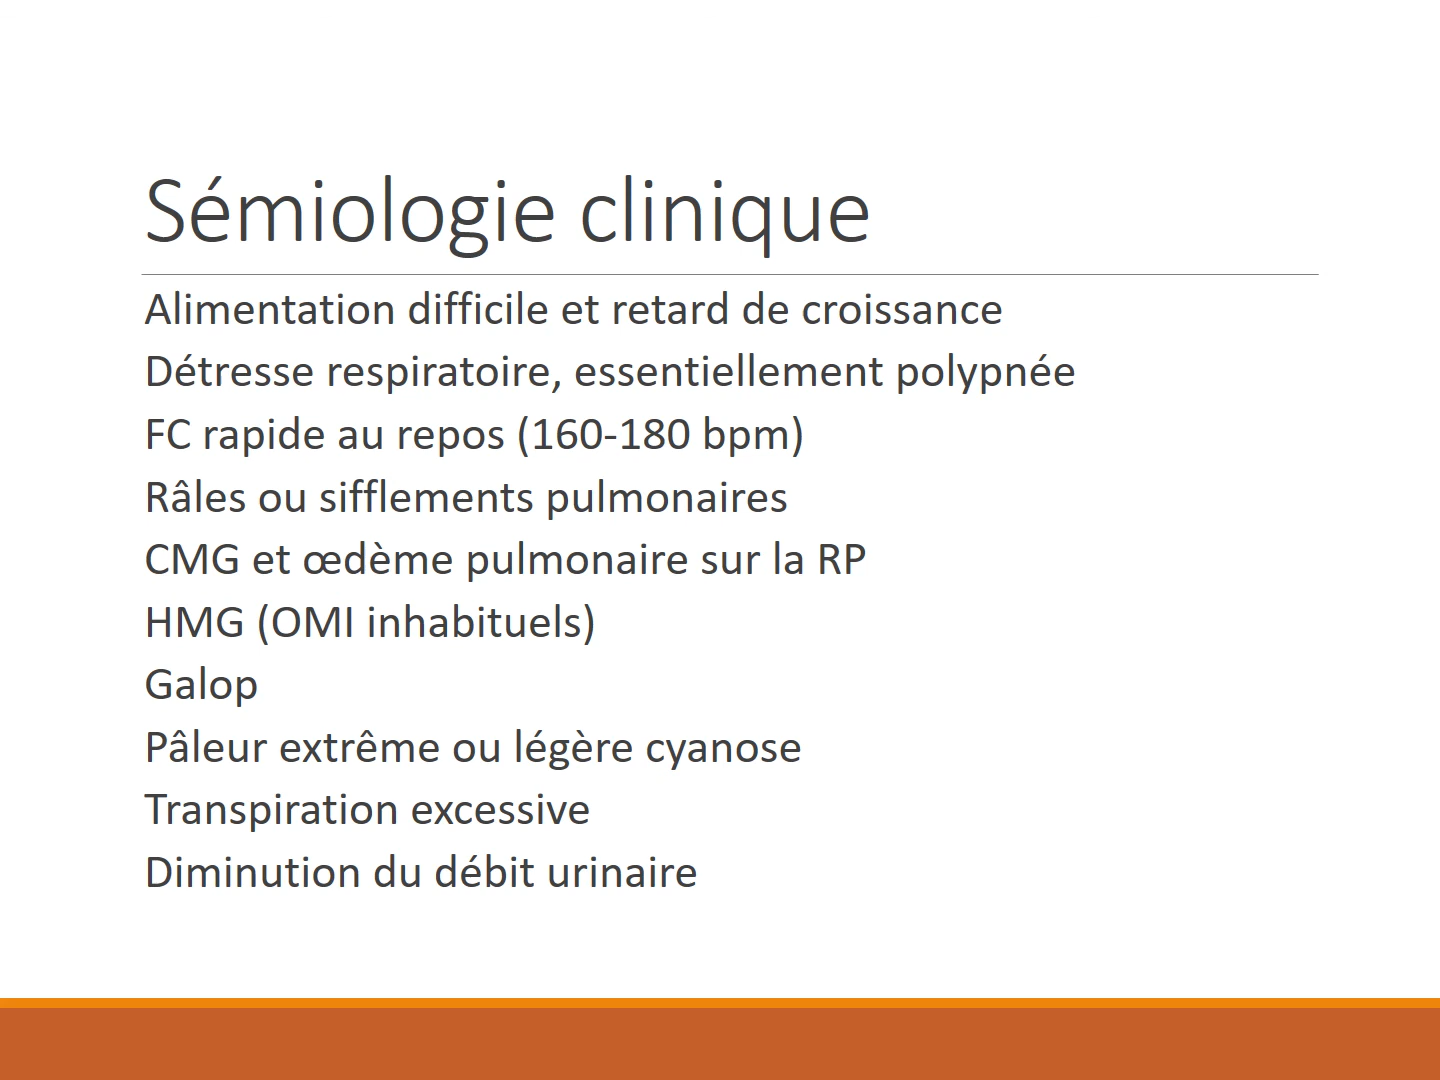 Sémiologie clinique
Alimentation difficile et retard de croissance
Détresse respiratoire, essentiellement polypnée
FC rapide au repos (160-180 bpm)
Râles ou sifflements pulmonaires
CMG et œdème pulmonaire sur la RP
HMG (OMI inhabituels)
Galop
Pâleur extrême ou légère cyanose
Transpiration excessive
Diminution du débit urinaire